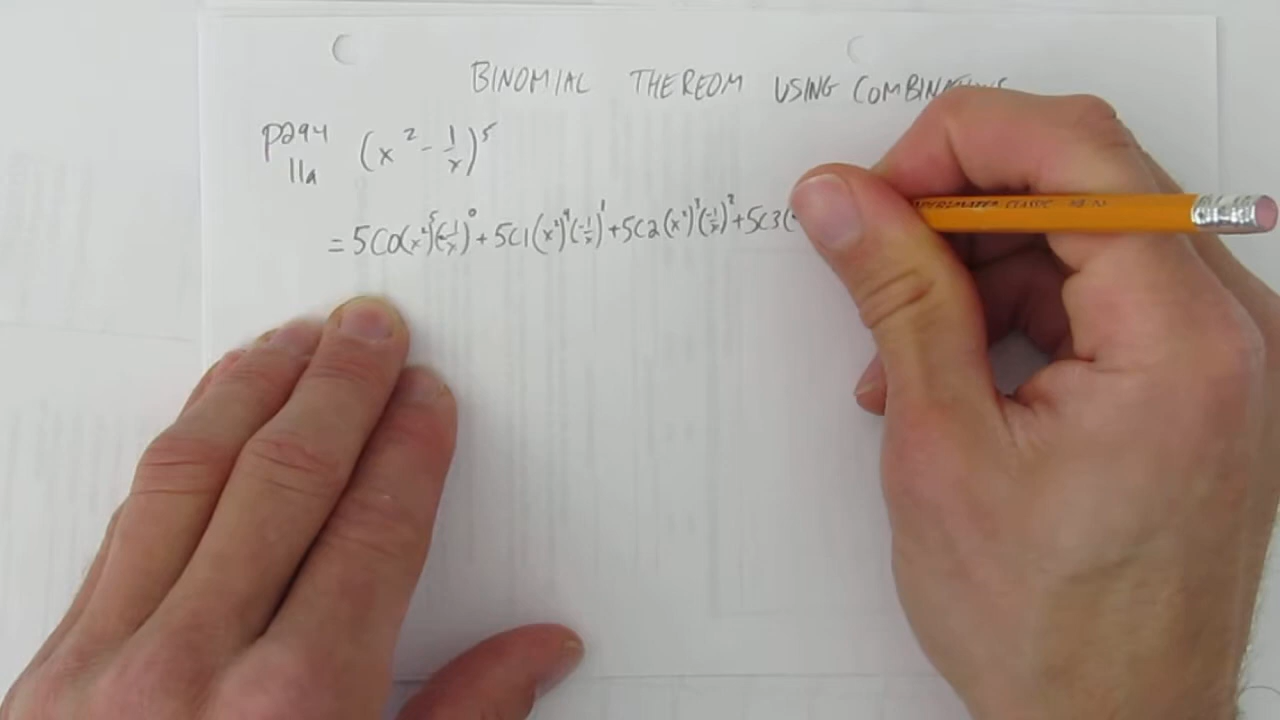 BINOMIAL THEREOM USING
p294 (x² - 1/x)⁵
11a
= 5C0(x²)⁵(-1/x)⁰ + 5C1(x²)⁴(-1/x)¹ + 5C2(x²)³(-1/x)² + 5C3(